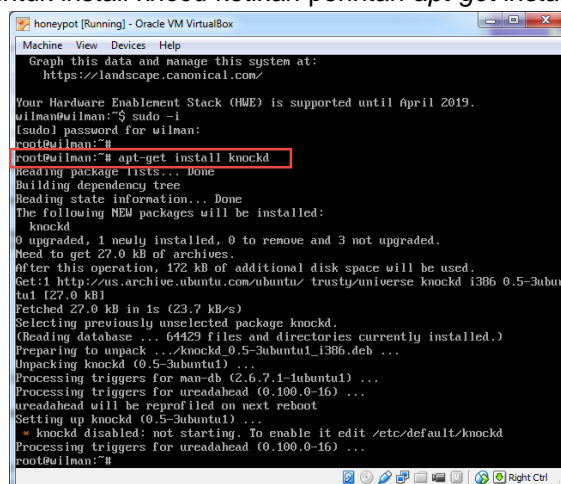 untuk install knocd ketikan perintah apt-get insta
honeypot [Running] - Oracle VM VirtualBox
Machine View Devices Help
Graph this data and manage this system at:
https://landscape.canonical.com/
Your Hardware Enablement Stack (HWE) is supported until April 2019.
wilman@wilman:~$ sudo -i
[sudo] password for wilman:
root@wilman:~#
root@wilman:~# apt-get install knockd
Reading package lists... Done
Building dependency tree
Reading state information... Done
The following NEW packages will be installed:
knockd
0 upgraded, 1 newly installed, 0 to remove and 3 not upgraded.
Need to get 27.0 kB of archives.
After this operation, 172 kB of additional disk space will be used.
Get:1 http://us.archive.ubuntu.com/ubuntu/ trusty/universe knockd i386 0.5-3ubun
tu1 [27.0 kB]
Fetched 27.0 kB in 1s (23.7 kB/s)
Selecting previously unselected package knockd.
(Reading database ... 64429 files and directories currently installed.)
Preparing to unpack .../knockd_0.5-3ubuntu1_i386.deb ...
Unpacking knockd (0.5-3ubuntu1) ...
Processing triggers for man-db (2.6.7.1-1ubuntu1) ...
Processing triggers for ureadahead (0.100.0-16) ...
ureadahead will be reprofiled on next reboot
Setting up knockd (0.5-3ubuntu1) ...
* knockd disabled: not starting. To enable it edit /etc/default/knockd
Processing triggers for ureadahead (0.100.0-16) ...
root@wilman:~#
Right Ctrl